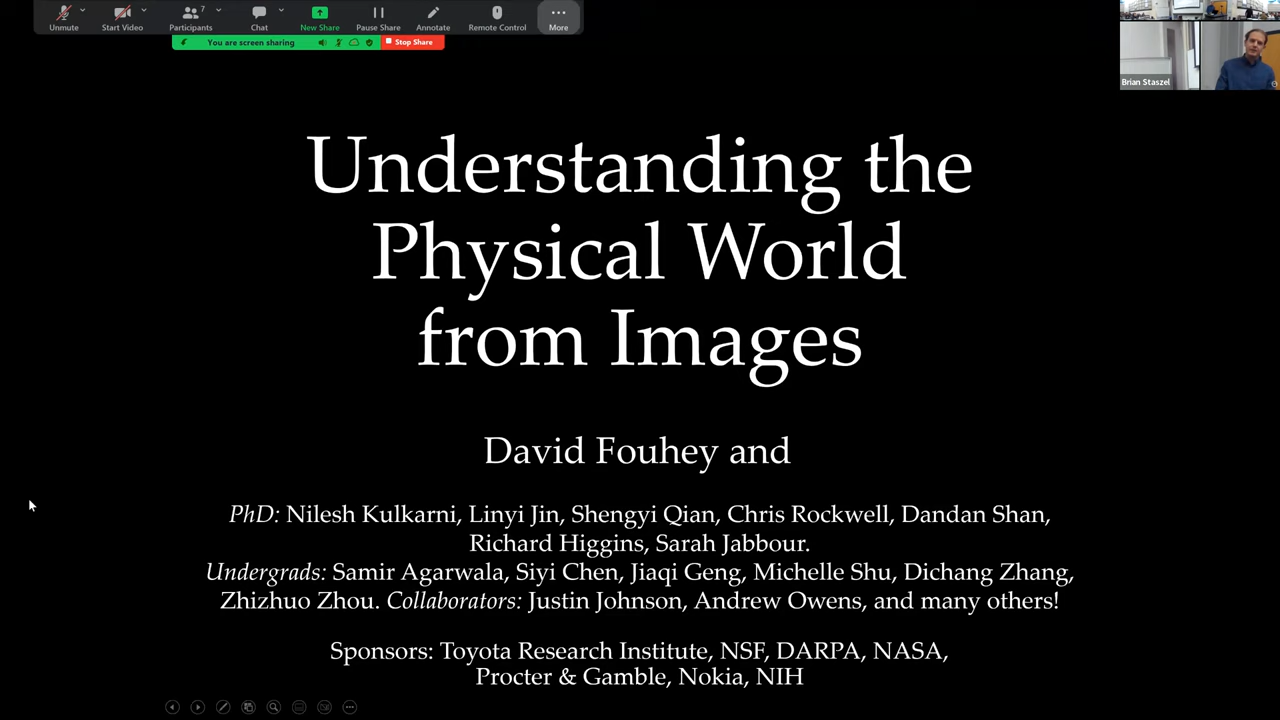 Unmute
Start Video
7
Participants
Chat
New Share
Pause Share
Annotate
Remote Control
More
You are screen sharing
Stop Share
Brian Staszel
Understanding the
Physical World
from Images
David Fouhey and
PhD: Nilesh Kulkarni, Linyi Jin, Shengyi Qian, Chris Rockwell, Dandan Shan,
Richard Higgins, Sarah Jabbour.
Undergrads: Samir Agarwala, Siyi Chen, Jiaqi Geng, Michelle Shu, Dichang Zhang,
Zhizhuo Zhou. Collaborators: Justin Johnson, Andrew Owens, and many others!
Sponsors: Toyota Research Institute, NSF, DARPA, NASA,
Procter & Gamble, Nokia, NIH